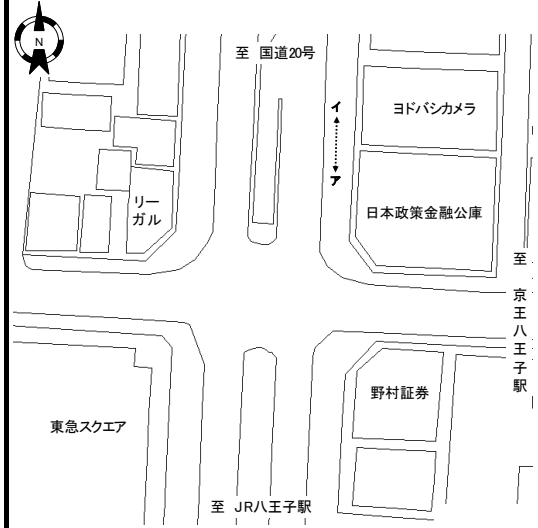 N
至 国道20号
イ
ア
ヨドバシカメラ
日本政策金融公庫
リー
ガル
至 京王八王子駅
東急スクエア
野村証券
至 JR八王子駅